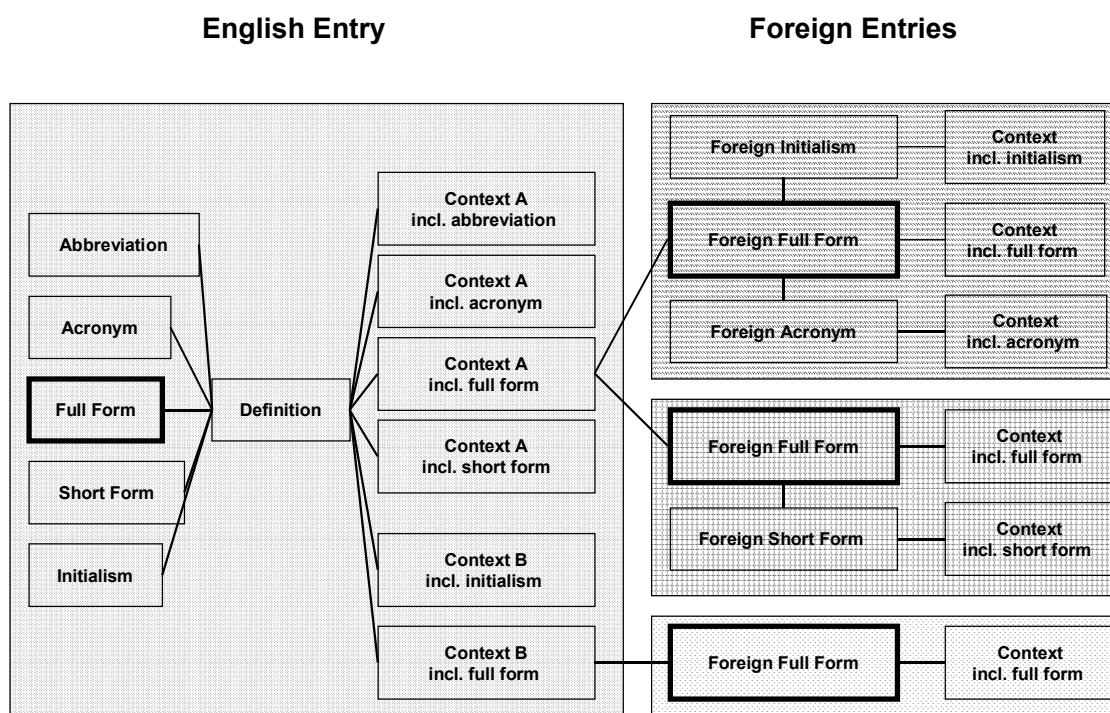 English Entry
Foreign Entries
Abbreviation
Acronym
Full Form
Short Form
Initialism
Definition
Context A
incl. abbreviation
Context A
incl. acronym
Context A
incl. full form
Context A
incl. short form
Context B
incl. initialism
Context B
incl. full form
Foreign Initialism
Context
incl. initialism
Foreign Full Form
Context
incl. full form
Foreign Acronym
Context
incl. acronym
Foreign Full Form
Context
incl. full form
Foreign Short Form
Context
incl. short form
Foreign Full Form
Context
incl. full form